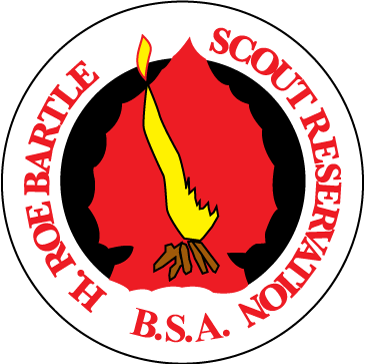 H. ROE BARTLE
SCOUT RESERVATION
B.S.A.